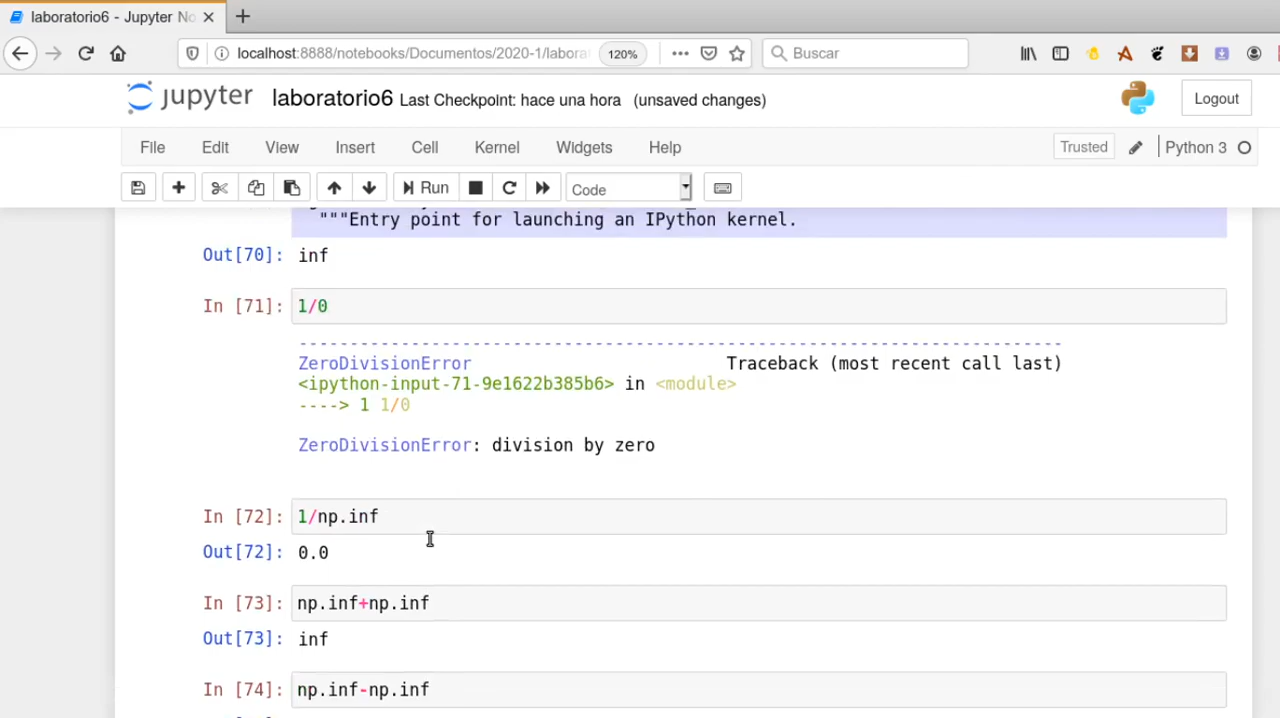 laboratorio6 - Jupyter No
localhost:8888/notebooks/Documentos/2020-1/labora
120%
Buscar
jupyter
laboratorio6 Last Checkpoint: hace una hora (unsaved changes)
Logout
File Edit View Insert Cell Kernel Widgets Help
Trusted
Python 3
Run
Code
"""Entry point for launching an IPython kernel.
Out[70]: inf
In [71]: 1/0
---------------------------------------------------------------------------
ZeroDivisionError Traceback (most recent call last)
<ipython-input-71-9e1622b385b6> in <module>
----> 1 1/0
ZeroDivisionError: division by zero
In [72]: 1/np.inf
Out[72]: 0.0
In [73]: np.inf+np.inf
Out[73]: inf
In [74]: np.inf-np.inf